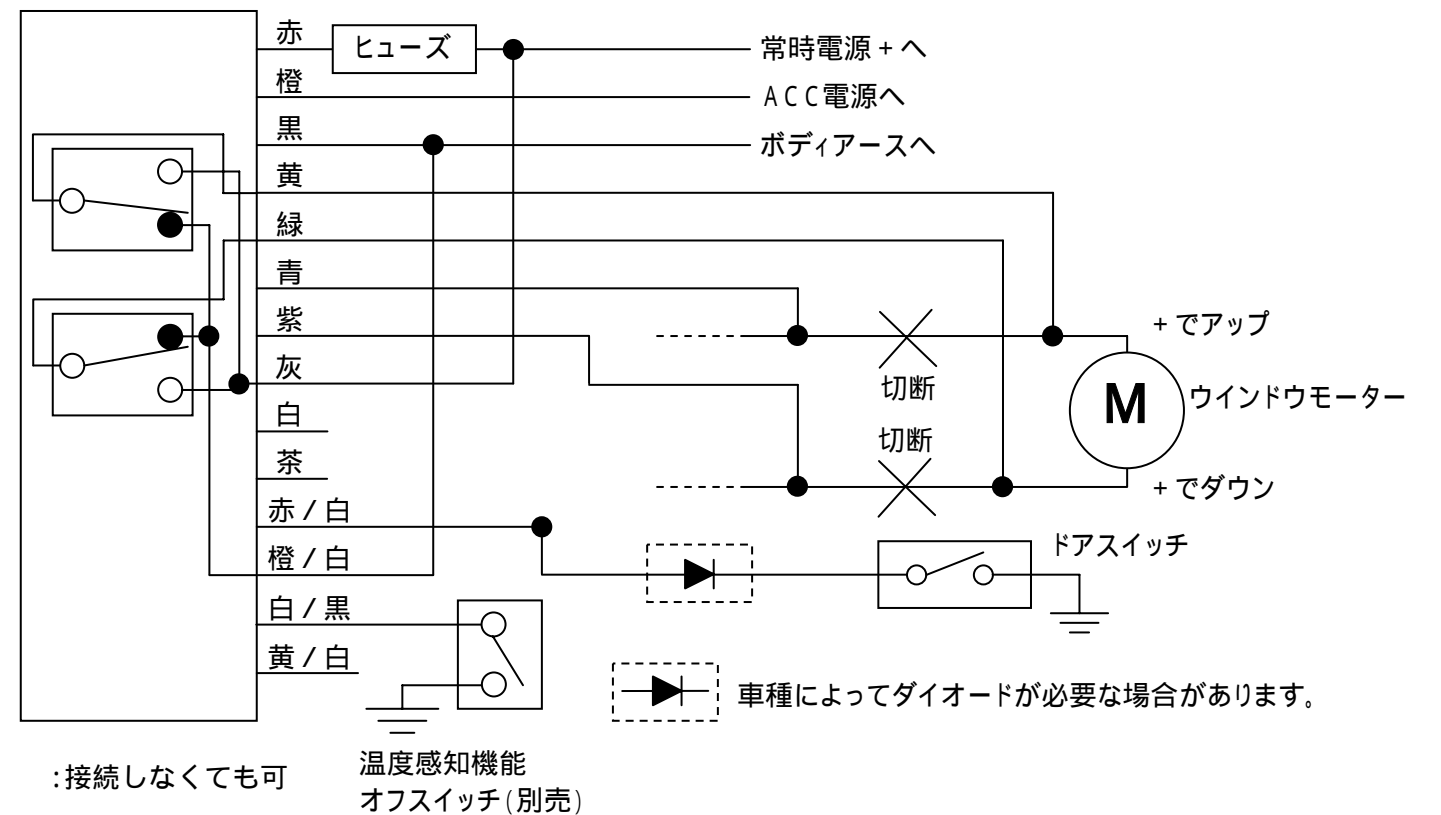 赤
ヒューズ
常時電源+へ
橙
ACC電源へ
黒
ボディアースへ
黄
緑
青
紫
+でアップ
灰
切断
M
ウインドウモーター
白
切断
茶
+でダウン
赤/白
ドアスイッチ
橙/白
白/黒
黄/白
車種によってダイオードが必要な場合があります。
:接続しなくても可
温度感知機能
オフスイッチ(別売)